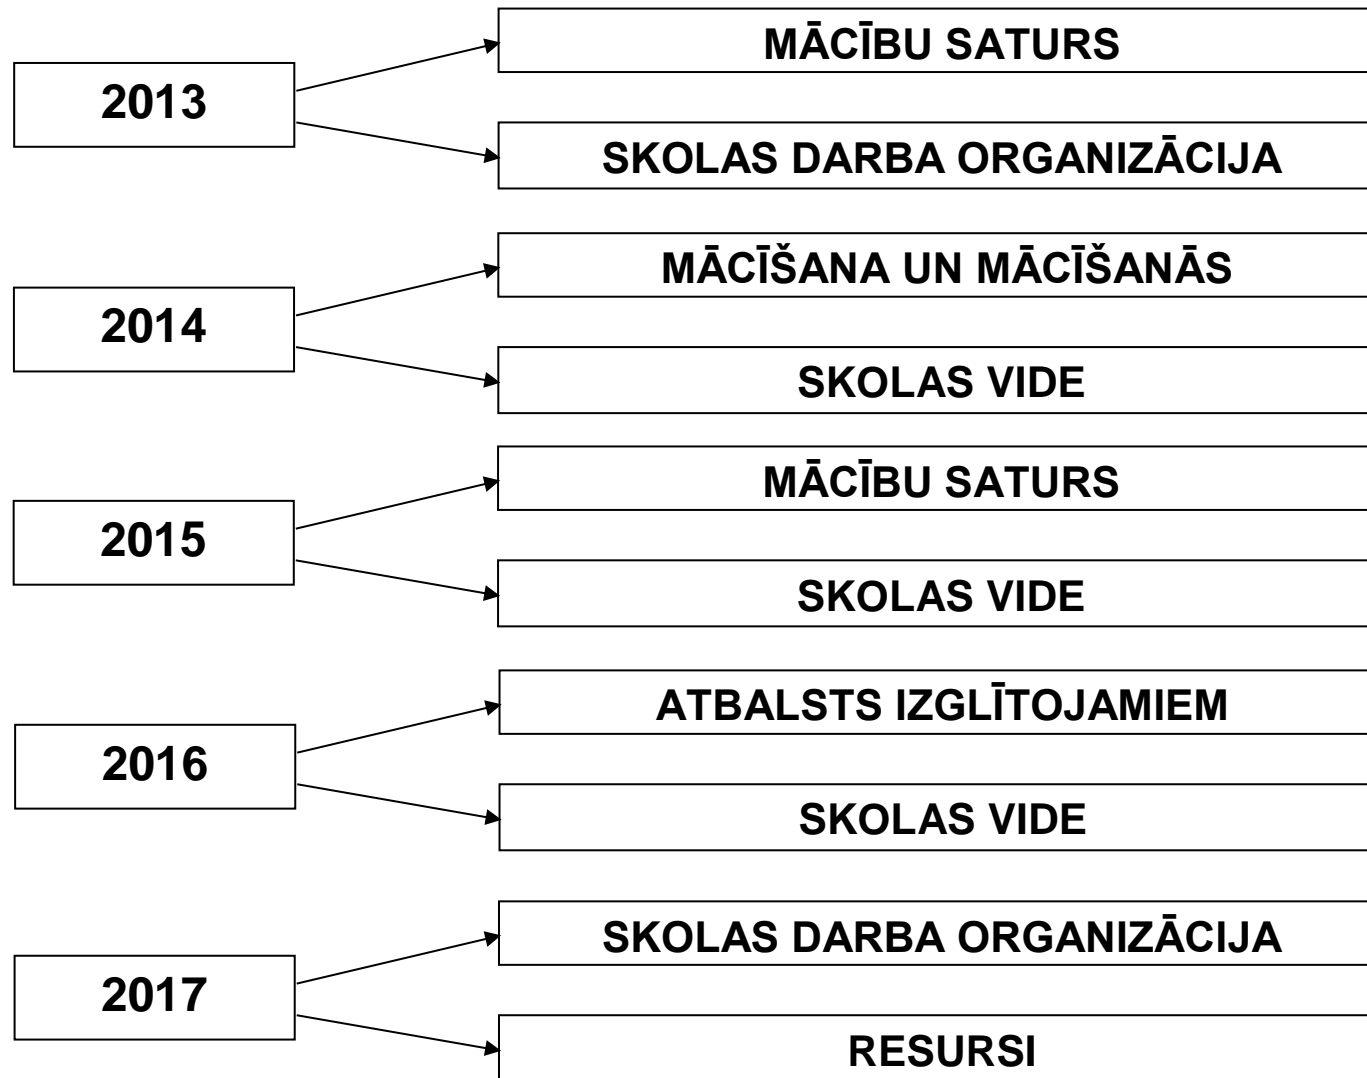 2013
MĀCĪBU SATURS
SKOLAS DARBA ORGANIZĀCIJA
2014
MĀCĪŠANA UN MĀCĪŠANĀS
SKOLAS VIDE
2015
MĀCĪBU SATURS
SKOLAS VIDE
2016
ATBALSTS IZGLĪTOJAMIEM
SKOLAS VIDE
2017
SKOLAS DARBA ORGANIZĀCIJA
RESURSI